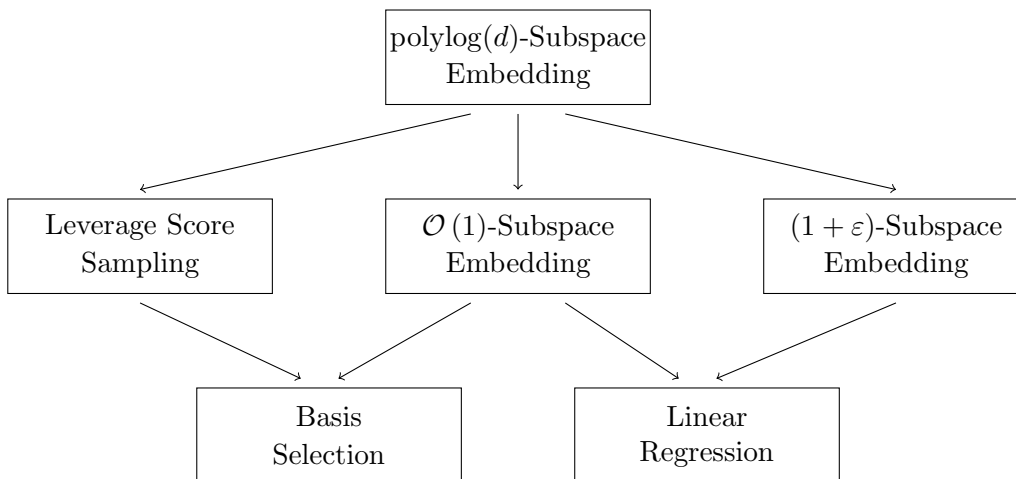 polylog(d)-Subspace
Embedding
Leverage Score
Sampling
𝒪 (1)-Subspace
Embedding
(1 + ε)-Subspace
Embedding
Basis
Selection
Linear
Regression